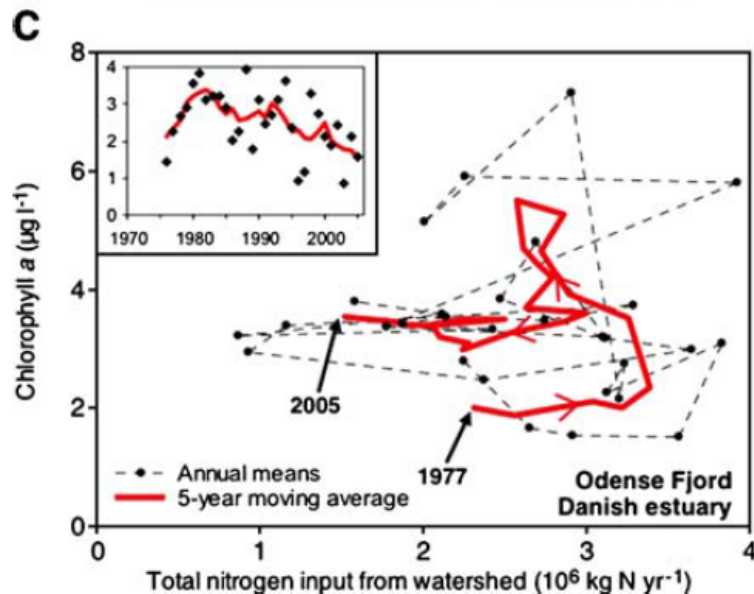 C
8
6
4
2
0
Chlorophyll a (µg l⁻¹)
4
3
2
1
0
1970 1980 1990 2000
2005
1977
Annual means
5-year moving average
Odense Fjord
Danish estuary
0 1 2 3 4
Total nitrogen input from watershed (10⁶ kg N yr⁻¹)